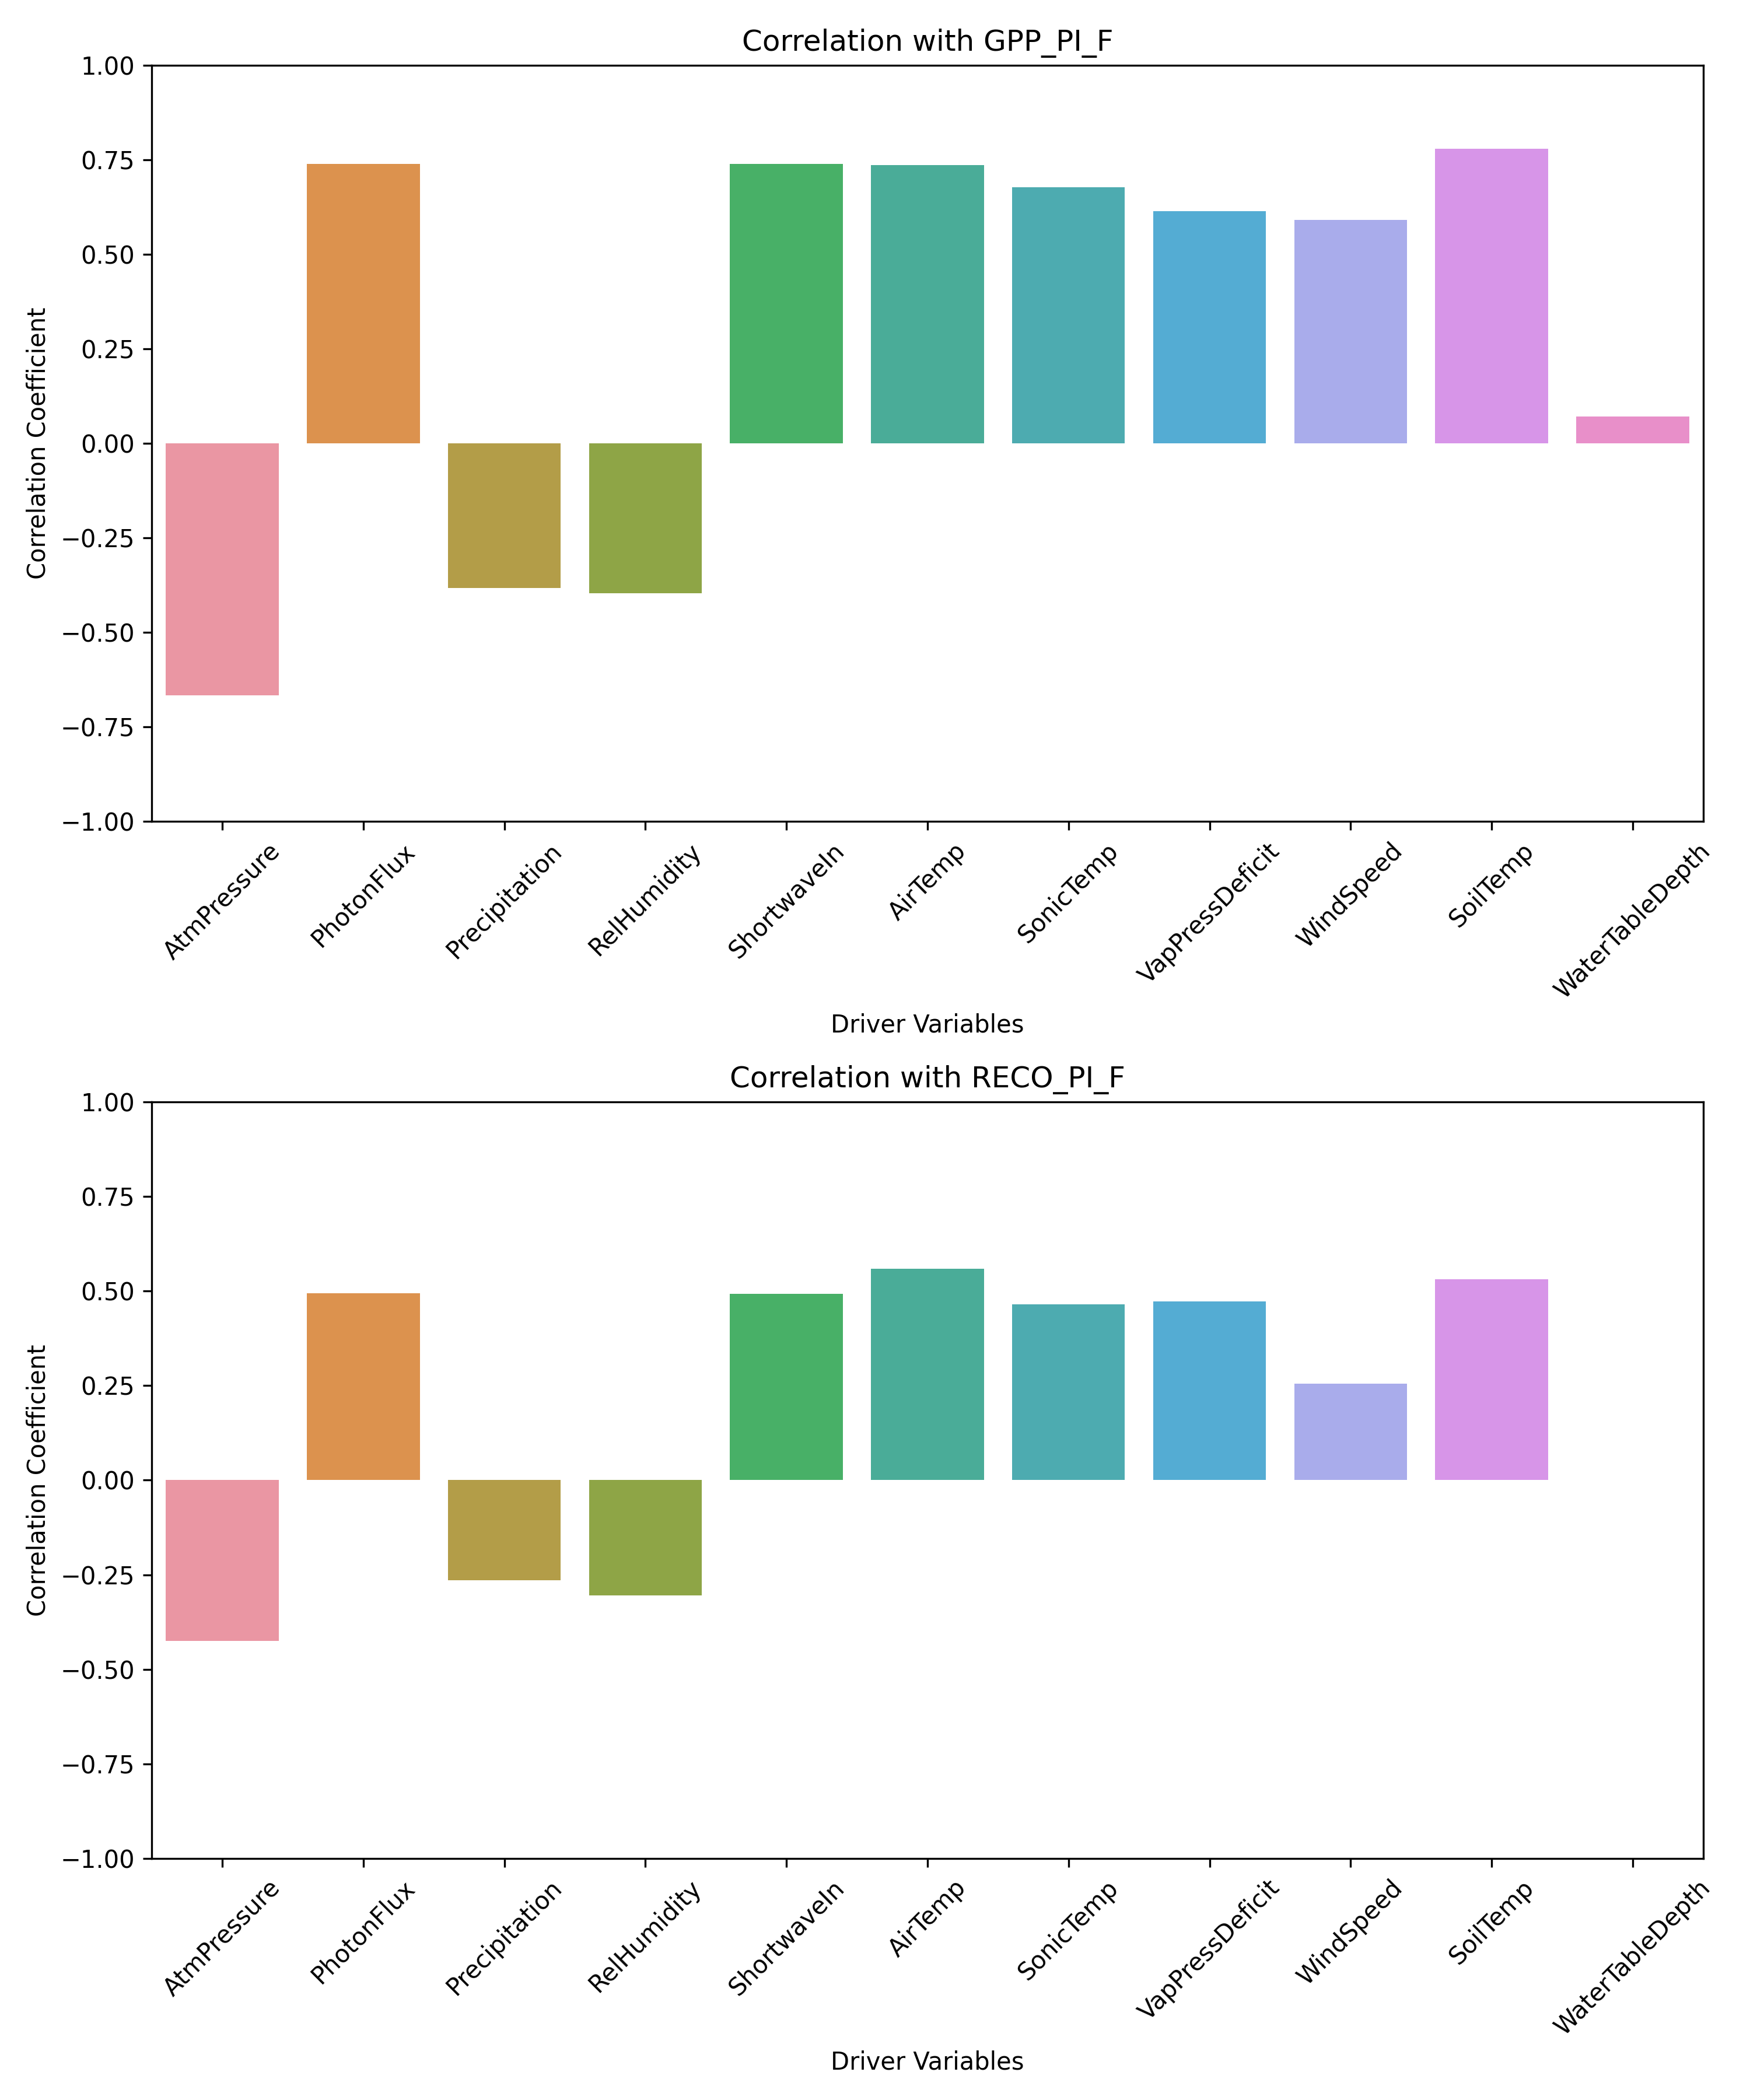 Correlation with GPP_PI_F
1.00
0.75
0.50
0.25
0.00
−0.25
−0.50
−0.75
−1.00
Correlation Coefficient
AtmPressure
PhotonFlux
Precipitation
RelHumidity
ShortwaveIn
AirTemp
SonicTemp
VapPressDeficit
WindSpeed
SoilTemp
WaterTableDepth
Driver Variables
Correlation with RECO_PI_F
1.00
0.75
0.50
0.25
0.00
−0.25
−0.50
−0.75
−1.00
Correlation Coefficient
AtmPressure
PhotonFlux
Precipitation
RelHumidity
ShortwaveIn
AirTemp
SonicTemp
VapPressDeficit
WindSpeed
SoilTemp
WaterTableDepth
Driver Variables